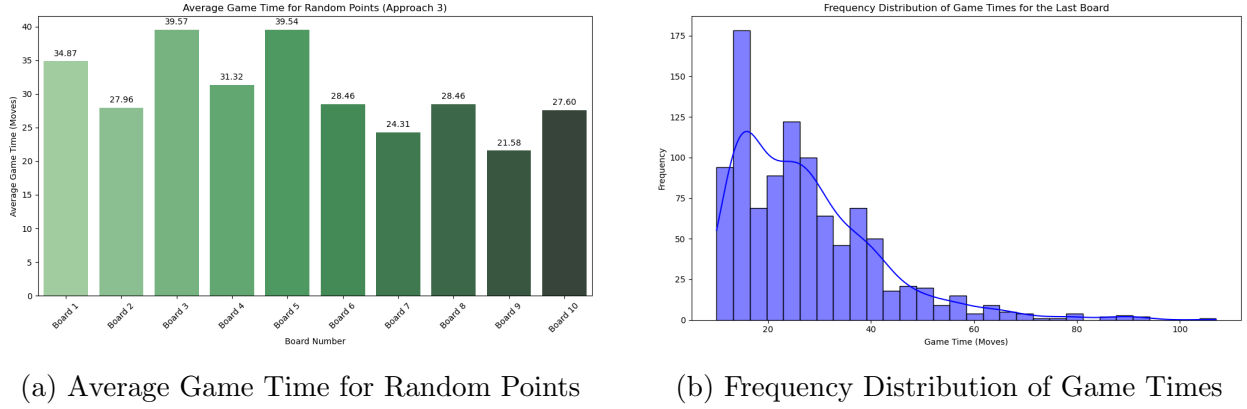 Average Game Time for Random Points (Approach 3)
Average Game Time (Moves)
40
35
30
25
20
15
10
5
0
34.87
27.96
39.57
31.32
39.54
28.46
24.31
28.46
21.58
27.60
Board 1
Board 2
Board 3
Board 4
Board 5
Board 6
Board 7
Board 8
Board 9
Board 10
Board Number
(a) Average Game Time for Random Points
Frequency Distribution of Game Times for the Last Board
Frequency
175
150
125
100
75
50
25
0
20
40
60
80
100
Game Time (Moves)
(b) Frequency Distribution of Game Times